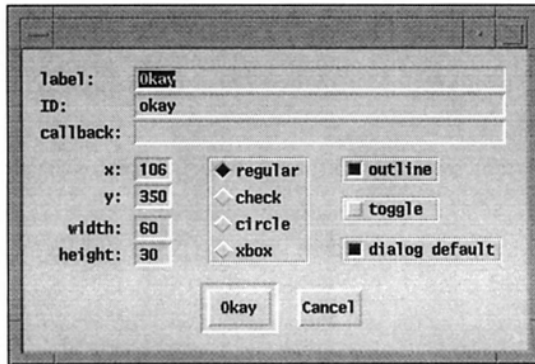 label: Okay
ID: okay
callback:
x: 106
y: 350
width: 60
height: 30
regular
check
circle
xbox
outline
toggle
dialog default
Okay
Cancel